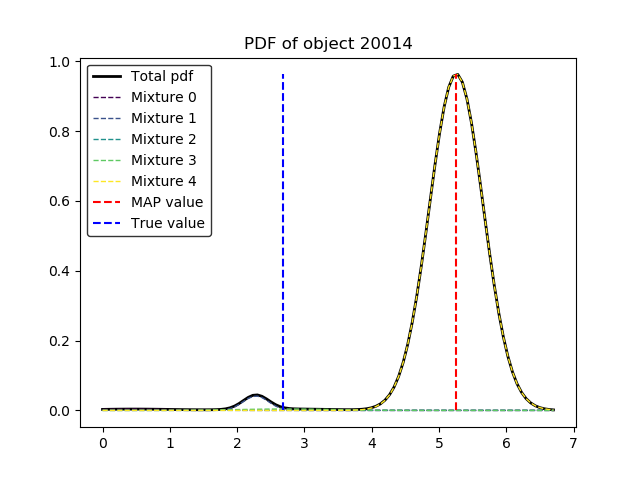 PDF of object 20014
1.0
0.8
0.6
0.4
0.2
0.0
Total pdf
Mixture 0
Mixture 1
Mixture 2
Mixture 3
Mixture 4
MAP value
True value
0 1 2 3 4 5 6 7